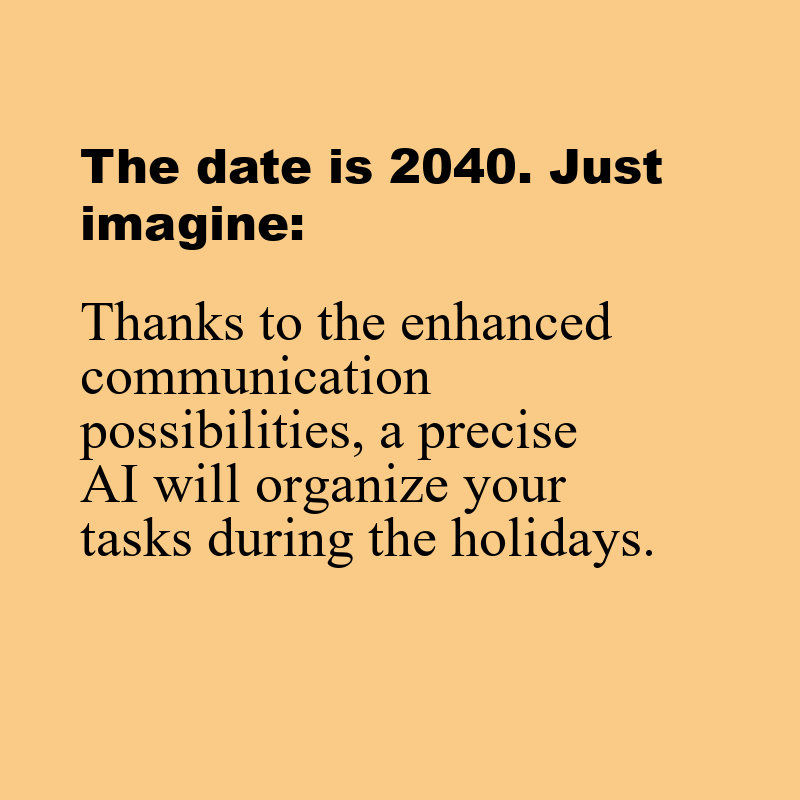 The date is 2040. Just
imagine:
Thanks to the enhanced
communication
possibilities, a precise
AI will organize your
tasks during the holidays.